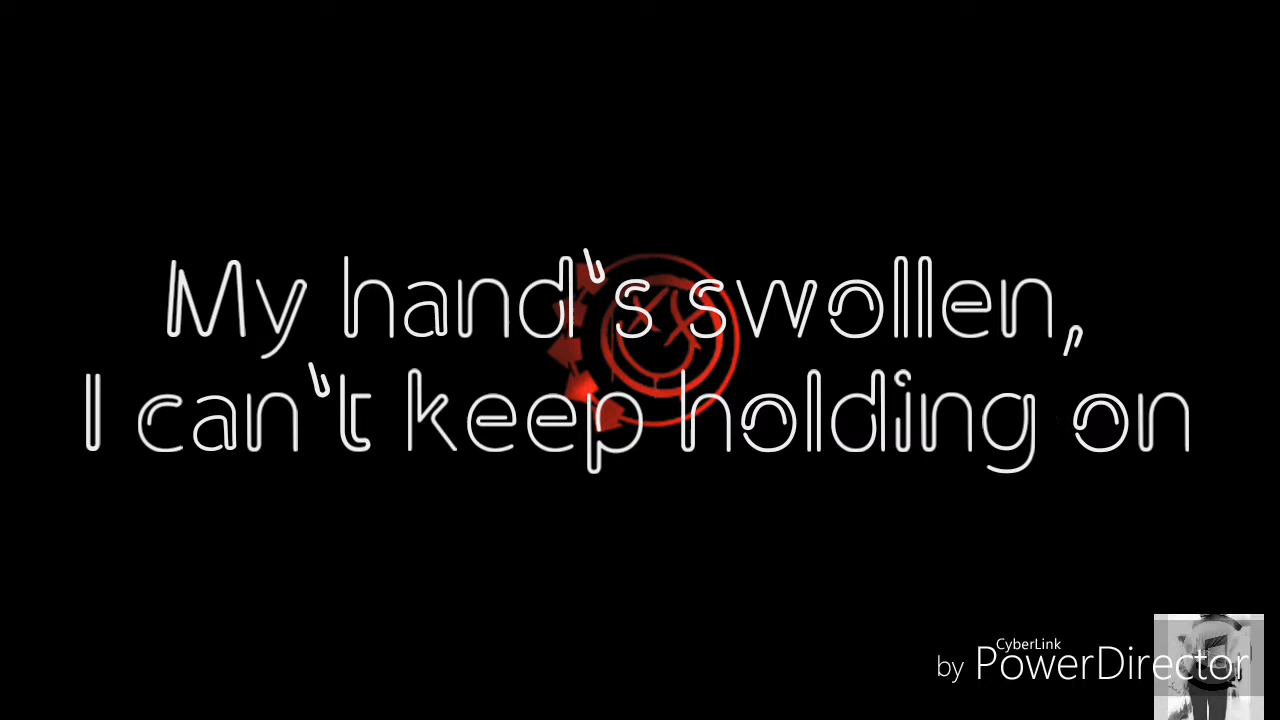 My hand's swollen,
I can't keep holding on
CyberLink
by PowerDirector